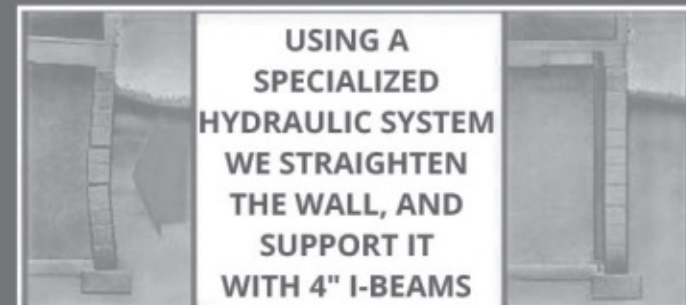 USING A
SPECIALIZED
HYDRAULIC SYSTEM
WE STRAIGHTEN
THE WALL, AND
SUPPORT IT
WITH 4" I-BEAMS